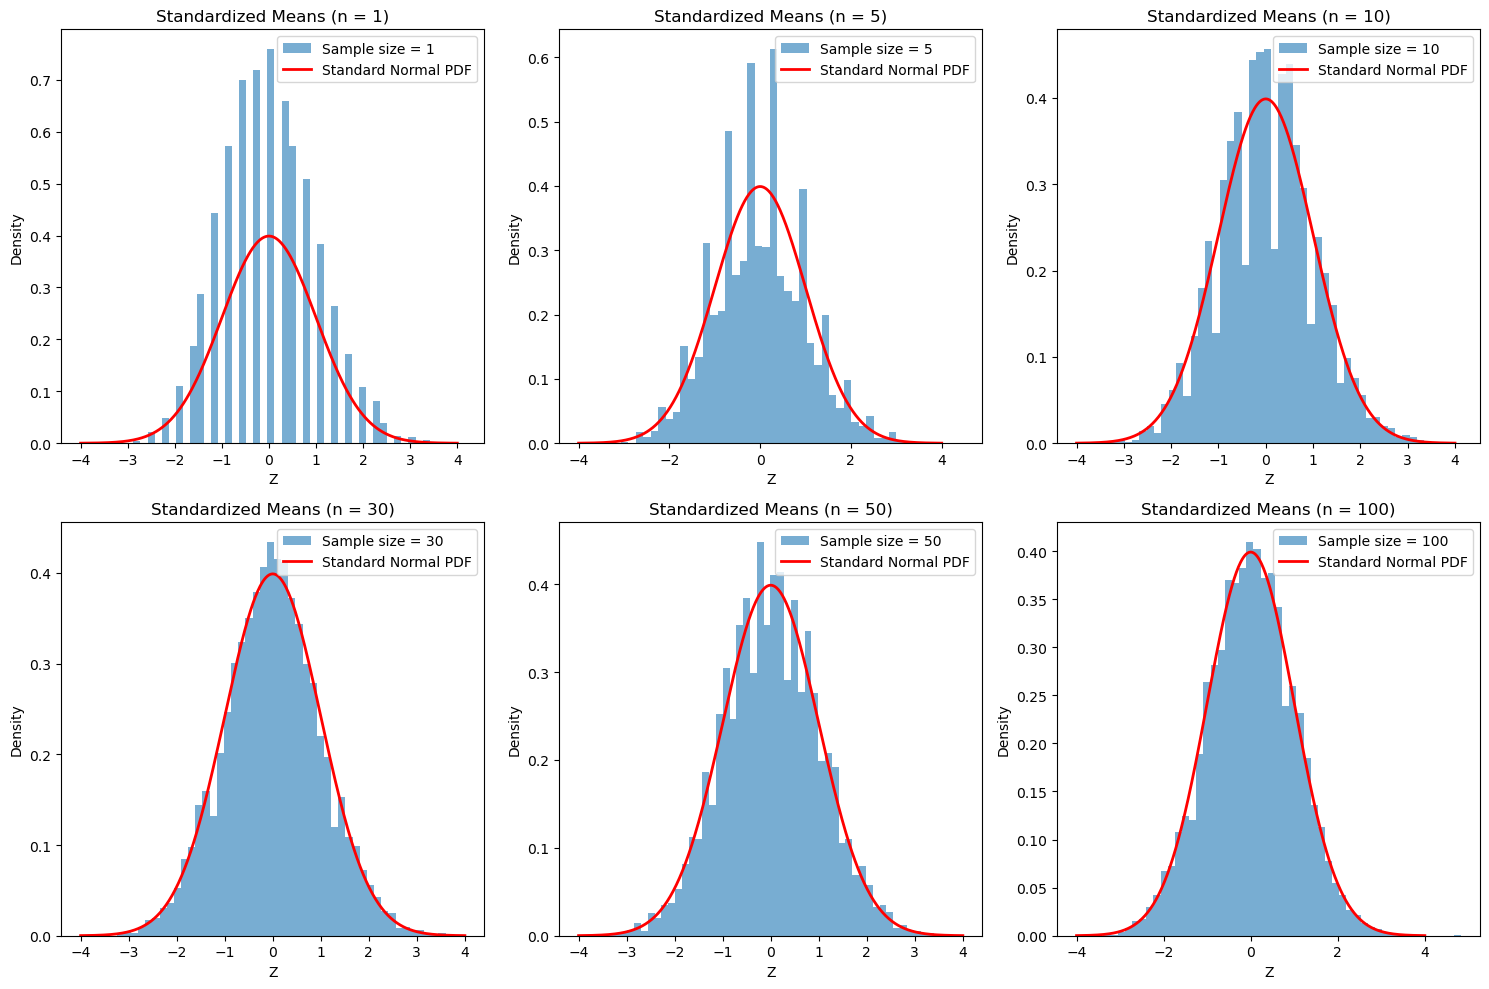 Standardized Means (n = 1)
Sample size = 1
Standard Normal PDF
Density
0.7
0.6
0.5
0.4
0.3
0.2
0.1
0.0
−4 −3 −2 −1 0 1 2 3 4
Z
Standardized Means (n = 5)
Sample size = 5
Standard Normal PDF
Density
0.6
0.5
0.4
0.3
0.2
0.1
0.0
−4 −2 0 2 4
Z
Standardized Means (n = 10)
Sample size = 10
Standard Normal PDF
Density
0.4
0.3
0.2
0.1
0.0
−4 −3 −2 −1 0 1 2 3 4
Z
Standardized Means (n = 30)
Sample size = 30
Standard Normal PDF
Density
0.4
0.3
0.2
0.1
0.0
−4 −3 −2 −1 0 1 2 3 4
Z
Standardized Means (n = 50)
Sample size = 50
Standard Normal PDF
Density
0.4
0.3
0.2
0.1
0.0
−4 −3 −2 −1 0 1 2 3 4
Z
Standardized Means (n = 100)
Sample size = 100
Standard Normal PDF
Density
0.40
0.35
0.30
0.25
0.20
0.15
0.10
0.05
0.00
−4 −2 0 2 4
Z